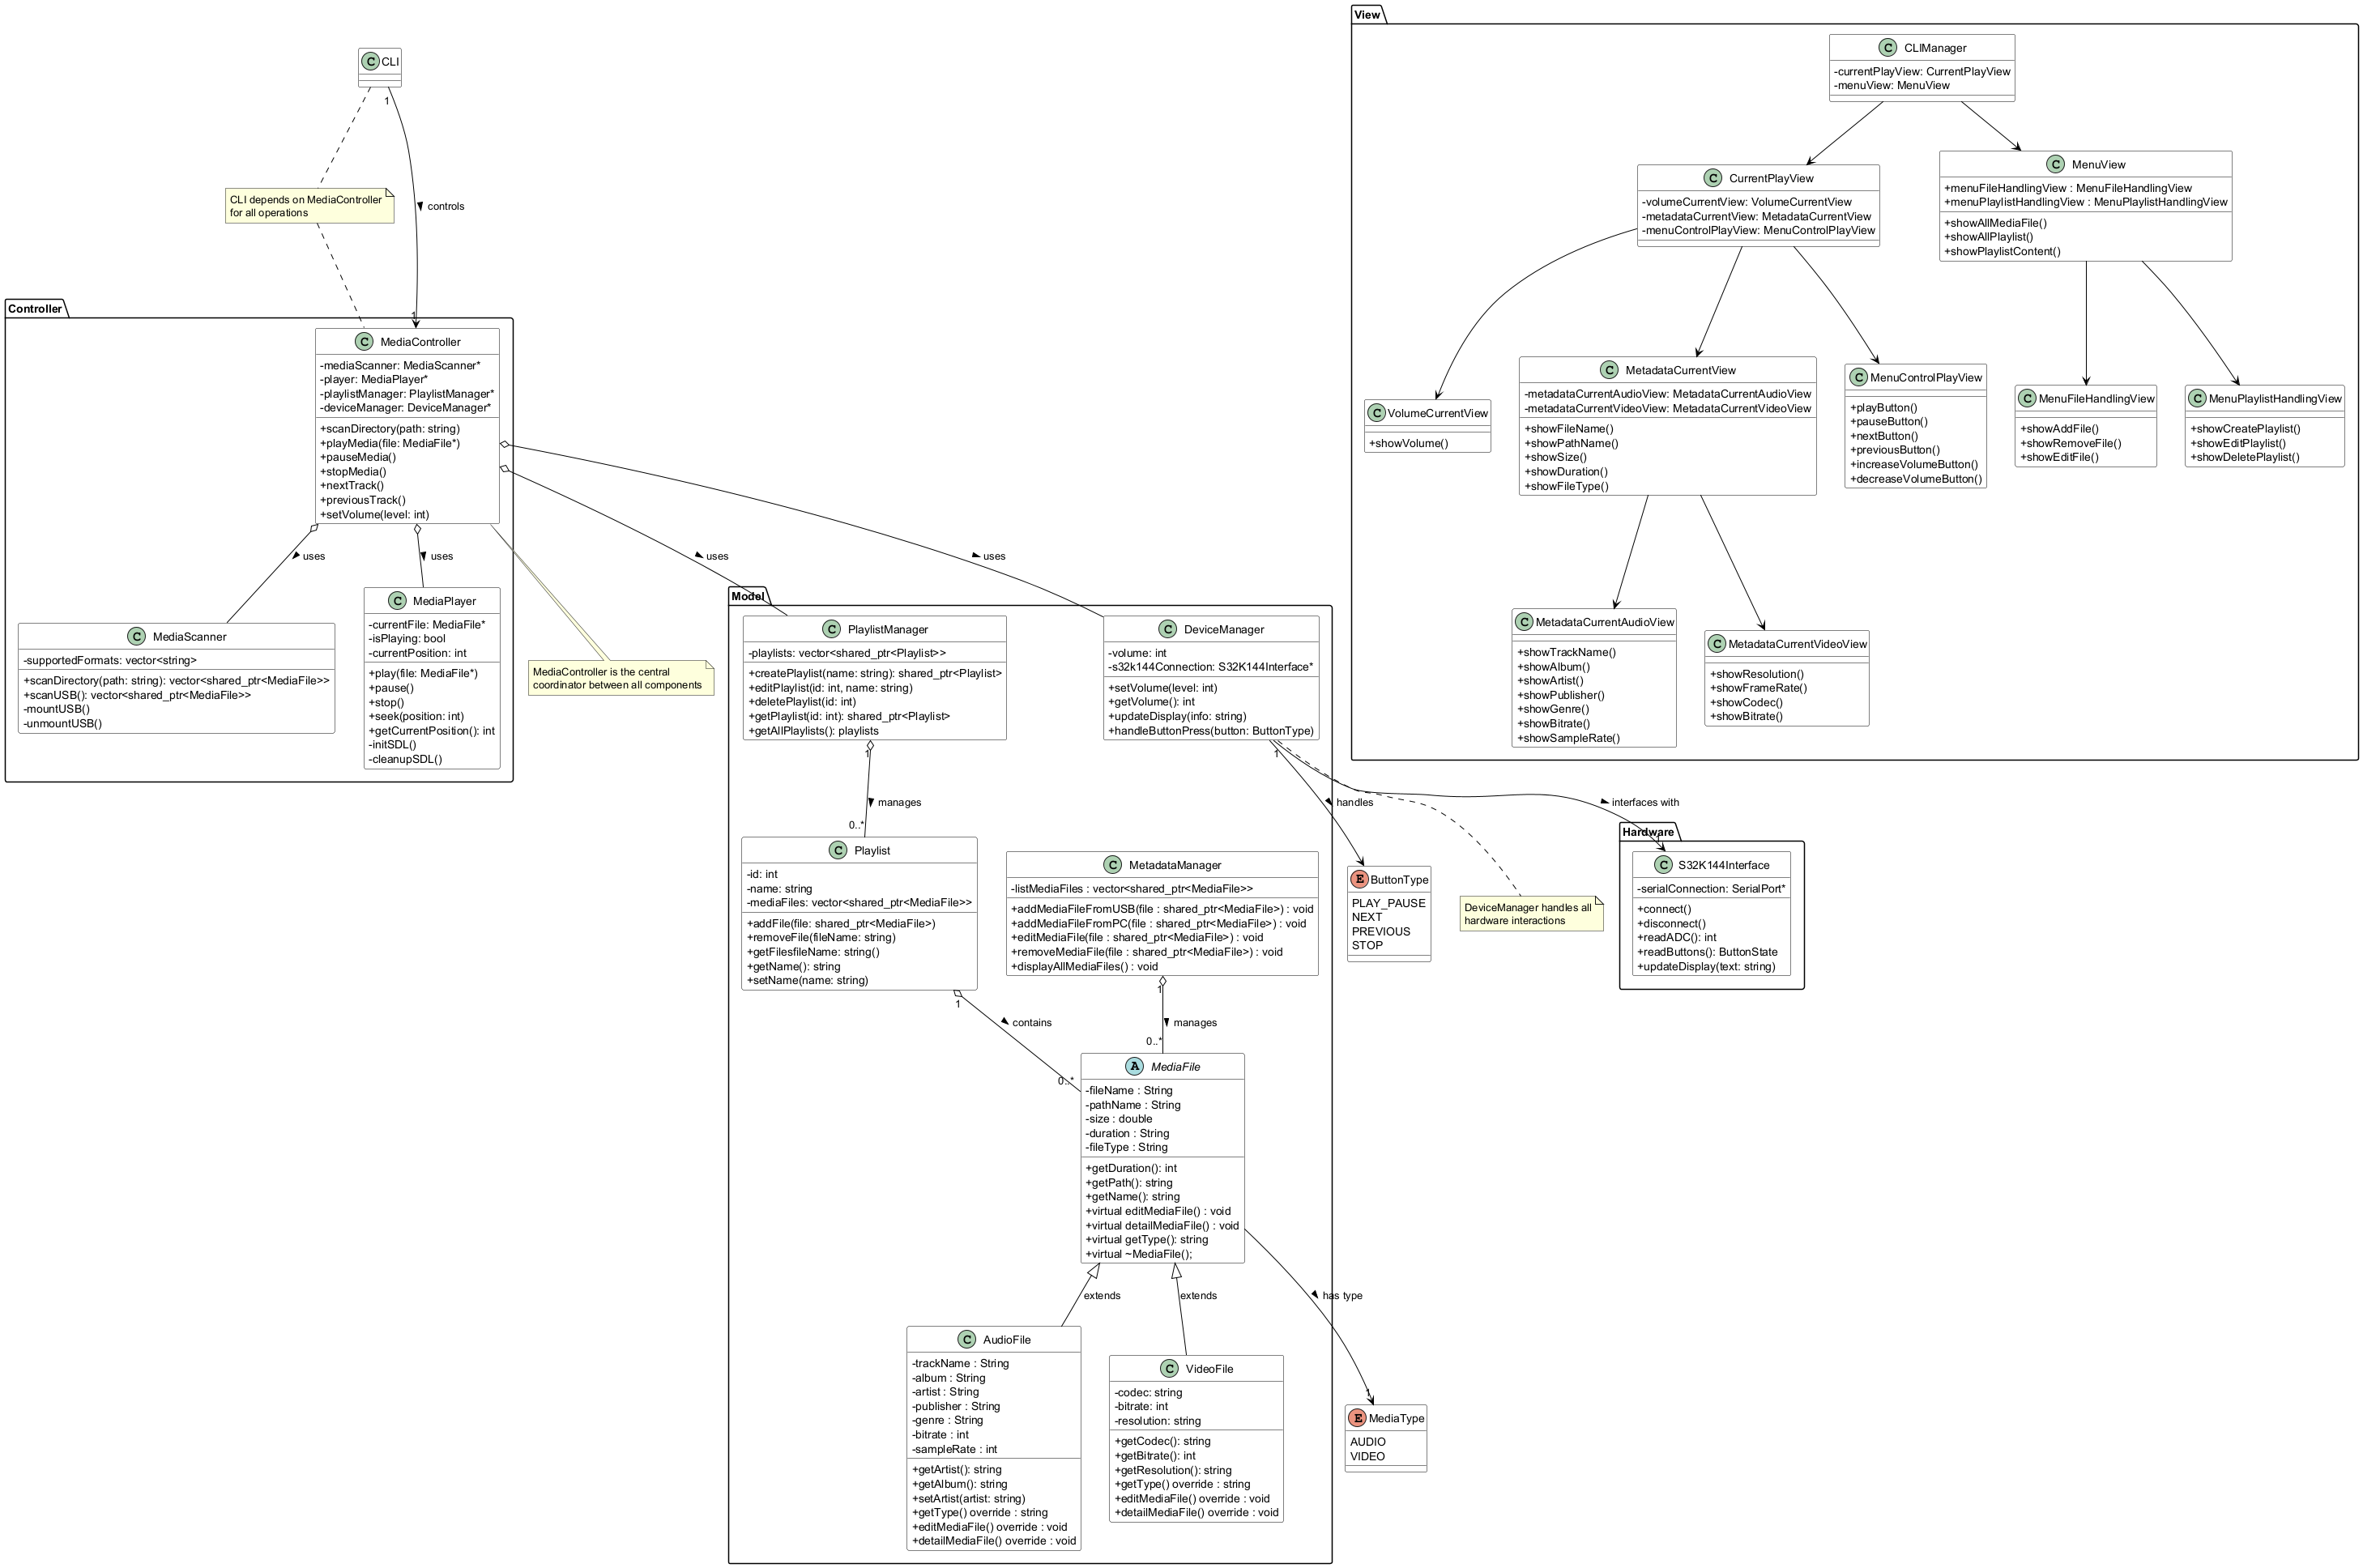 View
C CLIManager
-currentPlayView: CurrentPlayView
-menuView: MenuView
C CLI
1
CLI depends on MediaController
for all operations
controls
C CurrentPlayView
-volumeCurrentView: VolumeCurrentView
-metadataCurrentView: MetadataCurrentView
-menuControlPlayView: MenuControlPlayView
C MenuView
+menuFileHandlingView : MenuFileHandlingView
+menuPlaylistHandlingView : MenuPlaylistHandlingView
+showAllMediaFile()
+showAllPlaylist()
+showPlaylistContent()
Controller
1
C MediaController
-mediaScanner: MediaScanner*
-player: MediaPlayer*
-playlistManager: PlaylistManager*
-deviceManager: DeviceManager*
+scanDirectory(path: string)
+playMedia(file: MediaFile*)
+pauseMedia()
+stopMedia()
+nextTrack()
+previousTrack()
+setVolume(level: int)
C VolumeCurrentView
+showVolume()
C MetadataCurrentView
-metadataCurrentAudioView: MetadataCurrentAudioView
-metadataCurrentVideoView: MetadataCurrentVideoView
+showFileName()
+showPathName()
+showSize()
+showDuration()
+showFileType()
C MenuControlPlayView
+playButton()
+pauseButton()
+nextButton()
+previousButton()
+increaseVolumeButton()
+decreaseVolumeButton()
C MenuFileHandlingView
+showAddFile()
+showRemoveFile()
+showEditFile()
C MenuPlaylistHandlingView
+showCreatePlaylist()
+showEditPlaylist()
+showDeletePlaylist()
uses
uses
uses
uses
C MediaScanner
-supportedFormats: vector<string>
+scanDirectory(path: string): vector<shared_ptr<MediaFile>>
+scanUSB(): vector<shared_ptr<MediaFile>>
-mountUSB()
-unmountUSB()
C MediaPlayer
-currentFile: MediaFile*
-isPlaying: bool
-currentPosition: int
+play(file: MediaFile*)
+pause()
+stop()
+seek(position: int)
+getCurrentPosition(): int
-initSDL()
-cleanupSDL()
MediaController is the central
coordinator between all components
Model
C PlaylistManager
-playlists: vector<shared_ptr<Playlist>>
+createPlaylist(name: string): shared_ptr<Playlist>
+editPlaylist(id: int, name: string)
+deletePlaylist(id: int)
+getPlaylist(id: int): shared_ptr<Playlist>
+getAllPlaylists(): playlists
C DeviceManager
-volume: int
-s32k144Connection: S32K144Interface*
+setVolume(level: int)
+getVolume(): int
+updateDisplay(info: string)
+handleButtonPress(button: ButtonType)
C MetadataCurrentAudioView
+showTrackName()
+showAlbum()
+showArtist()
+showPublisher()
+showGenre()
+showBitrate()
+showSampleRate()
C MetadataCurrentVideoView
+showResolution()
+showFrameRate()
+showCodec()
+showBitrate()
1
manages
0..*
1
handles
interfaces with
C Playlist
-id: int
-name: string
-mediaFiles: vector<shared_ptr<MediaFile>>
+addFile(file: shared_ptr<MediaFile>)
+removeFile(fileName: string)
+getFilesfileName: string()
+getName(): string
+setName(name: string)
C MetadataManager
-listMediaFiles : vector<shared_ptr<MediaFile>>
+addMediaFileFromUSB(file : shared_ptr<MediaFile>) : void
+addMediaFileFromPC(file : shared_ptr<MediaFile>) : void
+editMediaFile(file : shared_ptr<MediaFile>) : void
+removeMediaFile(file : shared_ptr<MediaFile>) : void
+displayAllMediaFiles() : void
E ButtonType
PLAY_PAUSE
NEXT
PREVIOUS
STOP
DeviceManager handles all
hardware interactions
Hardware
1
C S32K144Interface
-serialConnection: SerialPort*
+connect()
+disconnect()
+readADC(): int
+readButtons(): ButtonState
+updateDisplay(text: string)
1
contains
0..*
1
manages
0..*
A MediaFile
-fileName : String
-pathName : String
-size : double
-duration : String
-fileType : String
+getDuration(): int
+getPath(): string
+getName(): string
+virtual editMediaFile() : void
+virtual detailMediaFile() : void
+virtual getType(): string
+virtual ~MediaFile();
extends
extends
has type
1
C AudioFile
-trackName : String
-album : String
-artist : String
-publisher : String
-genre : String
-bitrate : int
-sampleRate : int
+getArtist(): string
+getAlbum(): string
+setArtist(artist: string)
+getType() override : string
+editMediaFile() override : void
+detailMediaFile() override : void
C VideoFile
-codec: string
-bitrate: int
-resolution: string
+getCodec(): string
+getBitrate(): int
+getResolution(): string
+getType() override : string
+editMediaFile() override : void
+detailMediaFile() override : void
E MediaType
AUDIO
VIDEO